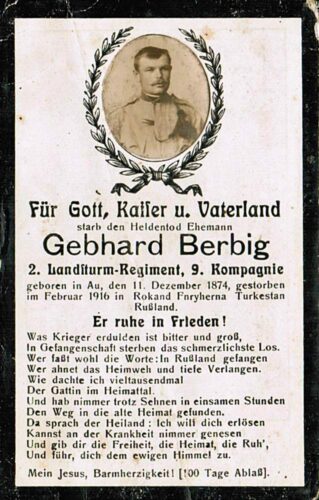 Für Gott, Kaiser u. Vaterland
starb den Heldentod Ehemann
Gebhard Berbig
2. Landsturm-Regiment, 9. Kompagnie
geboren in Au, den 11. Dezember 1874, gestorben
im Februar 1916 in Rokand Fnryherna Turkestan
Rußland.
Er ruhe in Frieden!
Was Krieger erdulden ist bitter und groß,
In Gefangenschaft sterben das schmerzlichste Los.
Wer faßt wohl die Worte: In Rußland gefangen
Wer ahnet das Heimweh und tiefe Verlangen.
Wie dachte ich vieltausendmal
Der Gattin im Heimattal.
Und hab nimmer trotz Sehnen in einsamen Stunden
Den Weg in die alte Heimat gefunden.
Da sprach der Heiland: Ich will dich erlösen
Kannst an der Krankheit nimmer genesen
Und gib dir die Freiheit, die Heimat, die Ruh',
Und führ, dich dem ewigen Himmel zu.
Mein Jesus, Barmherzigkeit! [100 Tage Ablaß].